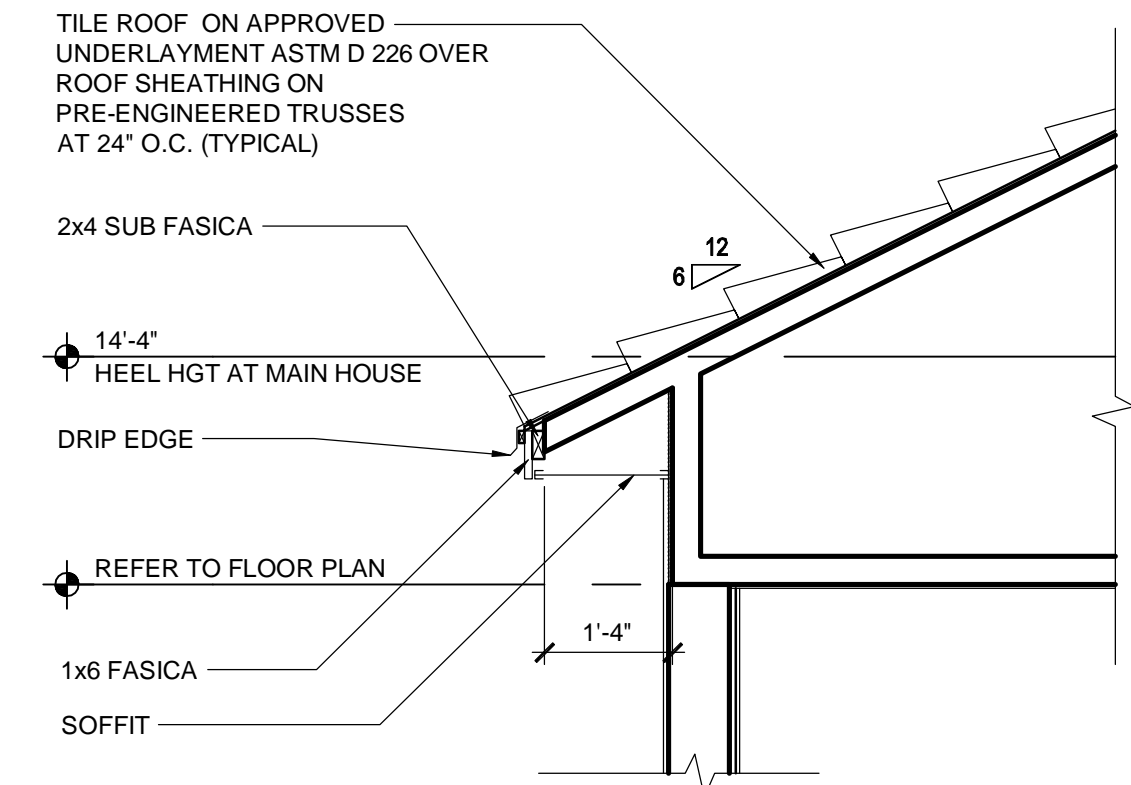 TILE ROOF ON APPROVED
UNDERLAYMENT ASTM D 226 OVER
ROOF SHEATHING ON
PRE-ENGINEERED TRUSSES
AT 24" O.C. (TYPICAL)
2x4 SUB FASICA
12
6
14'-4"
HEEL HGT AT MAIN HOUSE
DRIP EDGE
REFER TO FLOOR PLAN
1'-4"
1x6 FASICA
SOFFIT